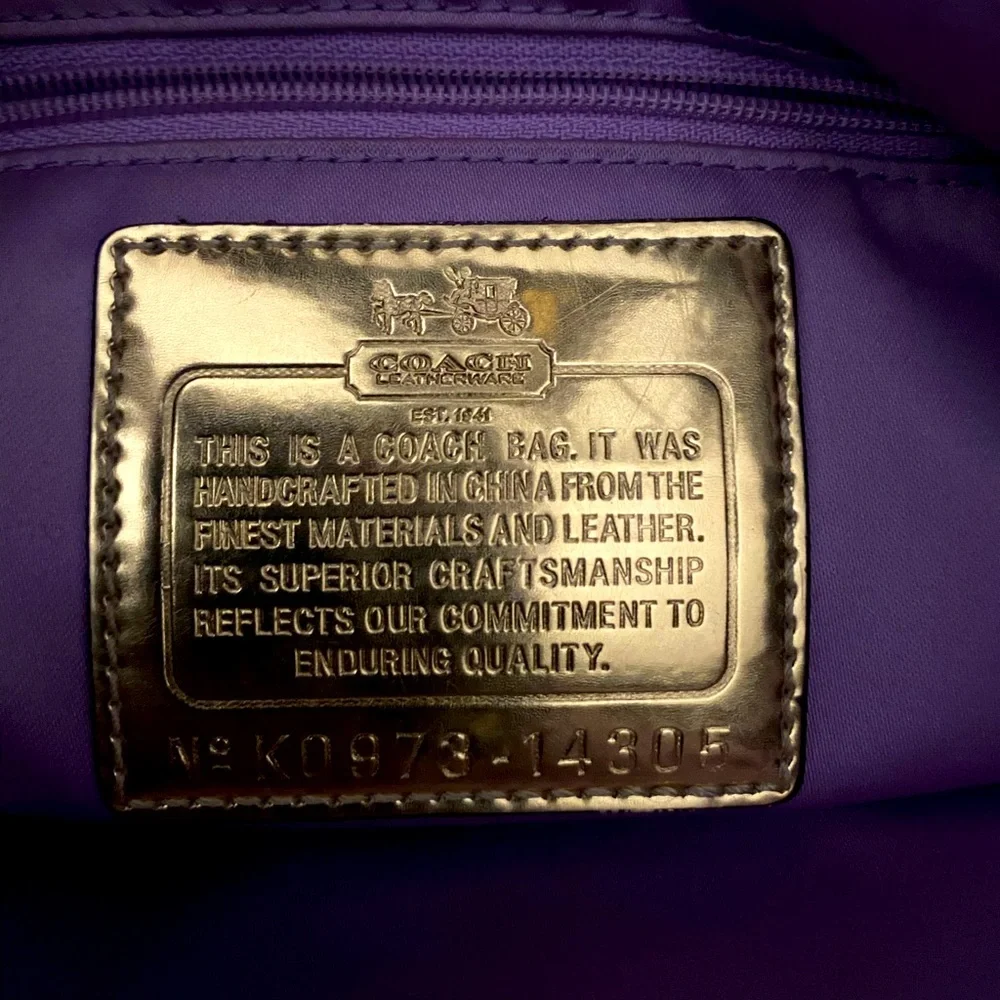 COACH
LEATHERWARE
EST. 1941
THIS IS A COACH BAG. IT WAS
HANDCRAFTED IN CHINA FROM THE
FINEST MATERIALS AND LEATHER.
ITS SUPERIOR CRAFTSMANSHIP
REFLECTS OUR COMMITMENT TO
ENDURING QUALITY.
Nº K0973-14305